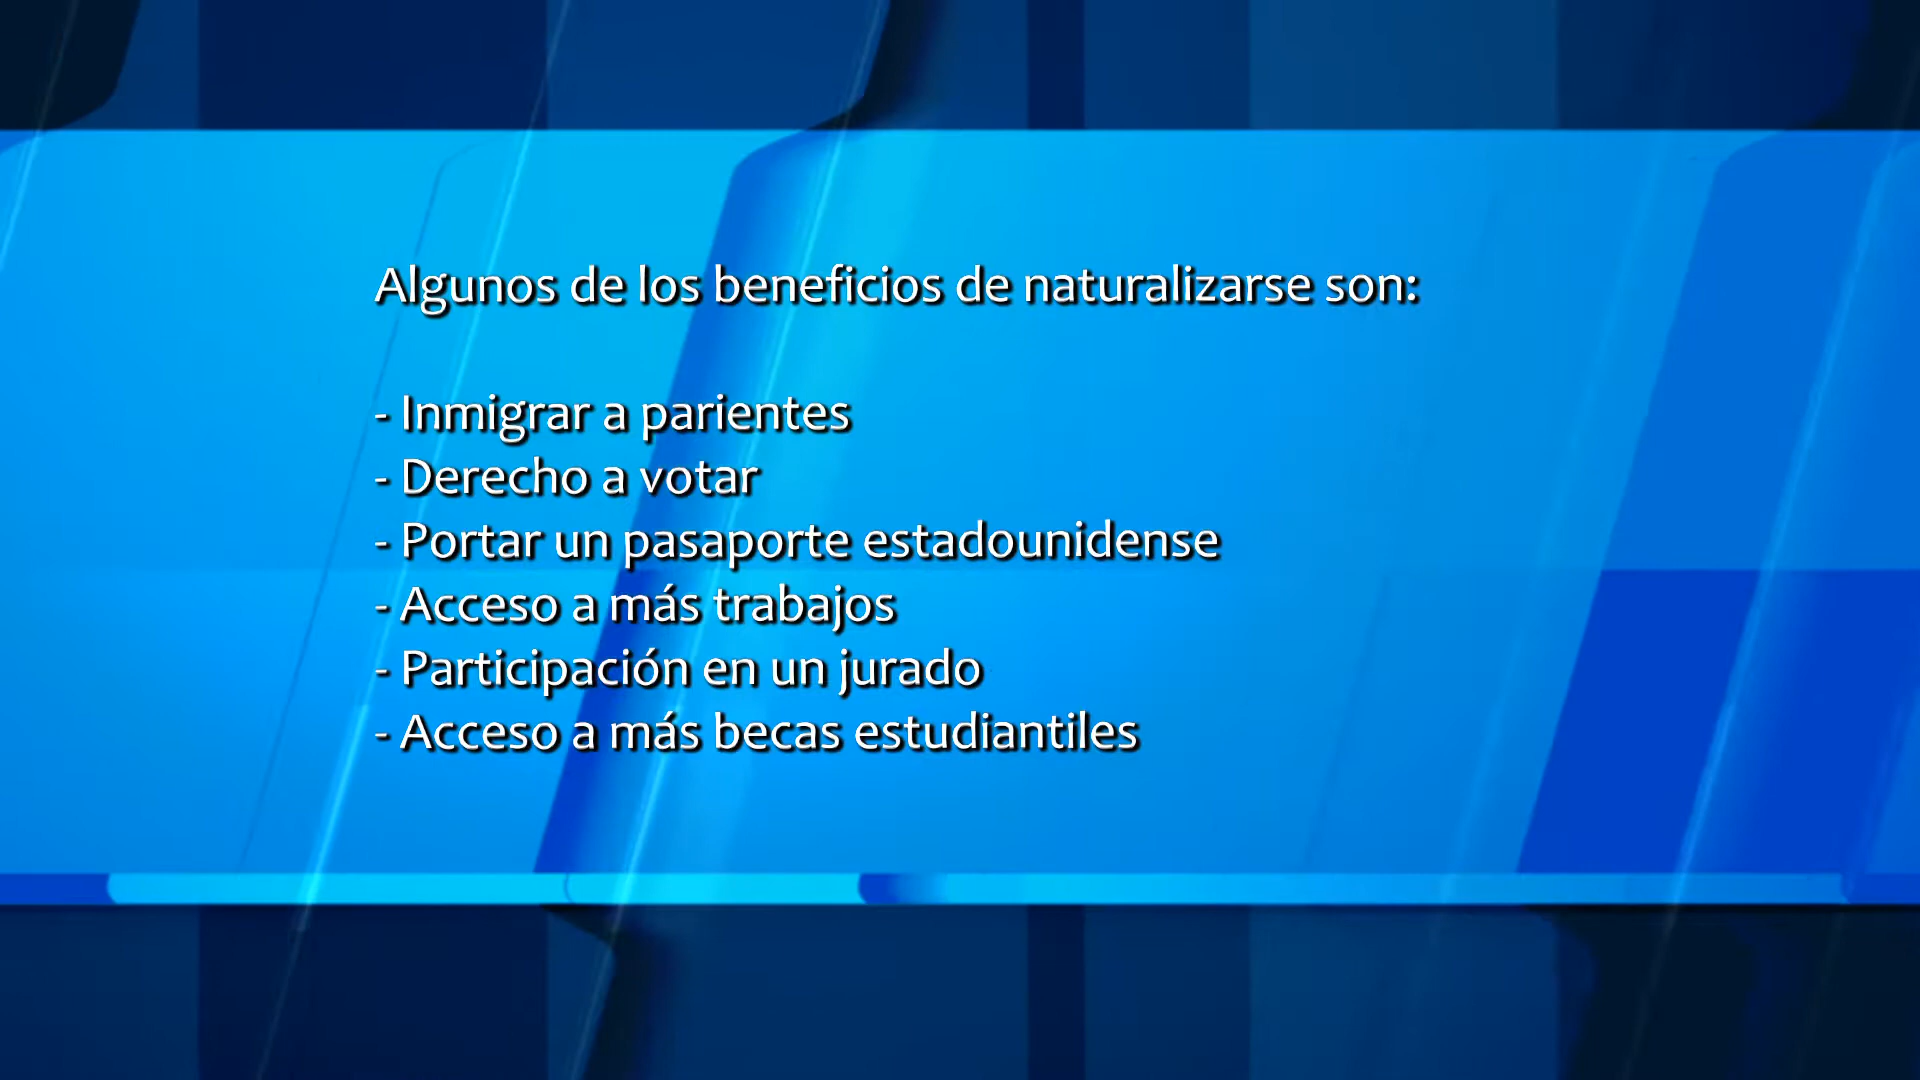 Algunos de los beneficios de naturalizarse son:
- Inmigrar a parientes
- Derecho a votar
- Portar un pasaporte estadounidense
- Acceso a más trabajos
- Participación en un jurado
- Acceso a más becas estudiantiles